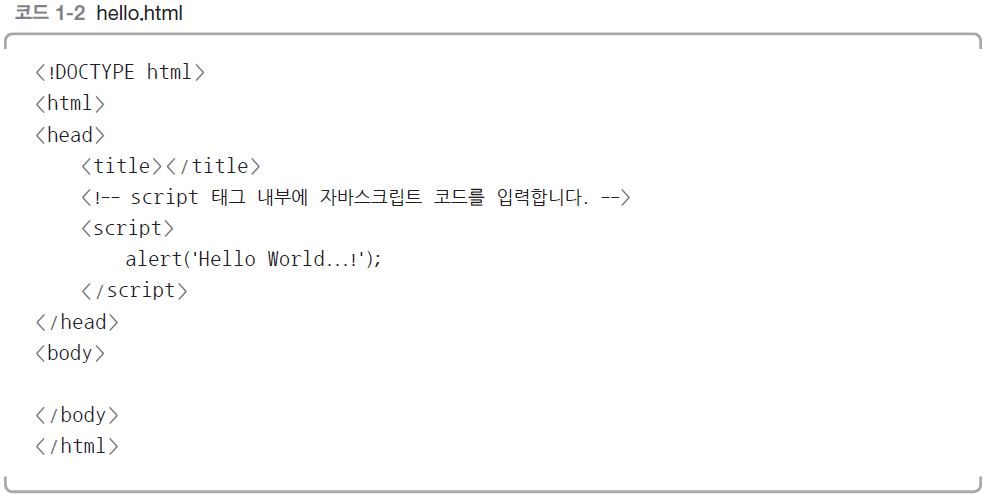 코드 1-2 hello.html
<!DOCTYPE html>
<html>
<head>
<title></title>
<!-- script 태그 내부에 자바스크립트 코드를 입력합니다. -->
<script>
alert('Hello World...!');
</script>
</head>
<body>
</body>
</html>